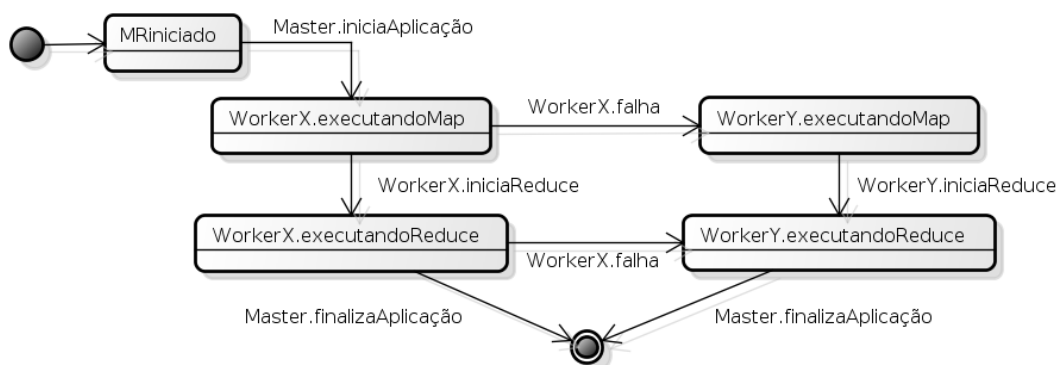 MRiniciado
Master.iniciaAplicação
WorkerX.executandoMap
WorkerX.falha
WorkerY.executandoMap
WorkerX.iniciaReduce
WorkerY.iniciaReduce
WorkerX.executandoReduce
WorkerX.falha
WorkerY.executandoReduce
Master.finalizaAplicação
Master.finalizaAplicação